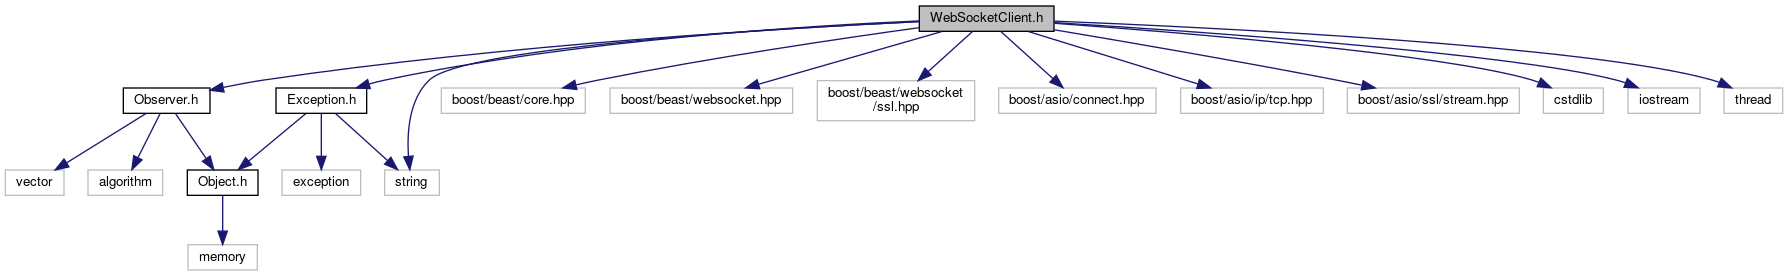 WebSocketClient.h
Observer.h
Exception.h
boost/beast/core.hpp
boost/beast/websocket.hpp
boost/beast/websocket
/ssl.hpp
boost/asio/connect.hpp
boost/asio/ip/tcp.hpp
boost/asio/ssl/stream.hpp
cstdlib
iostream
thread
vector
algorithm
Object.h
exception
string
memory